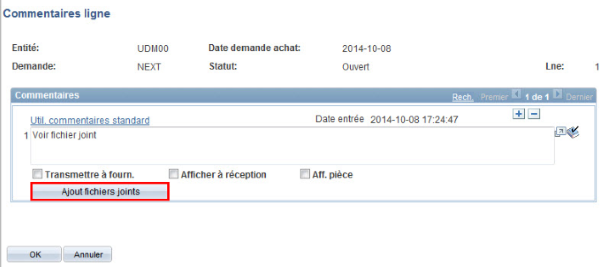 Commentaires ligne
Entité: UDM00 Date demande achat: 2014-10-08
Demande: NEXT Statut: Ouvert Lne: 1
Commentaires Rech. Premier 1 de 1 Dernier
Util. commentaires standard Date entrée 2014-10-08 17:24:47
1 Voir fichier joint
Transmettre à fourn. Afficher à réception Aff. pièce
Ajout fichiers joints
OK Annuler